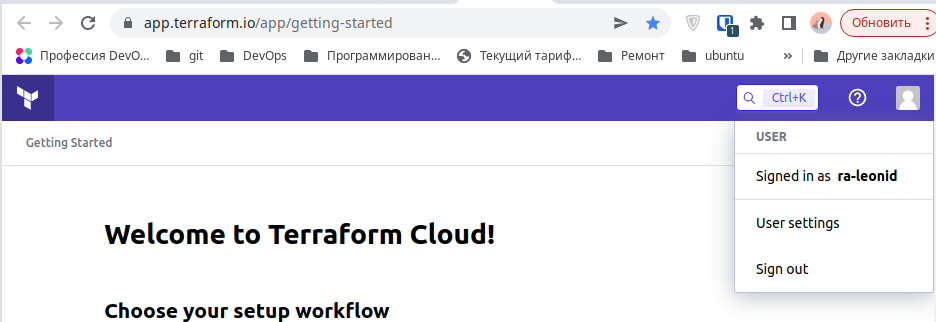 app.terraform.io/app/getting-started
1
Обновить
Профессия DevO...
git
DevOps
Программирован...
Текущий тариф...
Ремонт
ubuntu
»
Другие закладки
Ctrl+K
Getting Started
USER
Signed in as ra-leonid
User settings
Sign out
Welcome to Terraform Cloud!
Choose your setup workflow